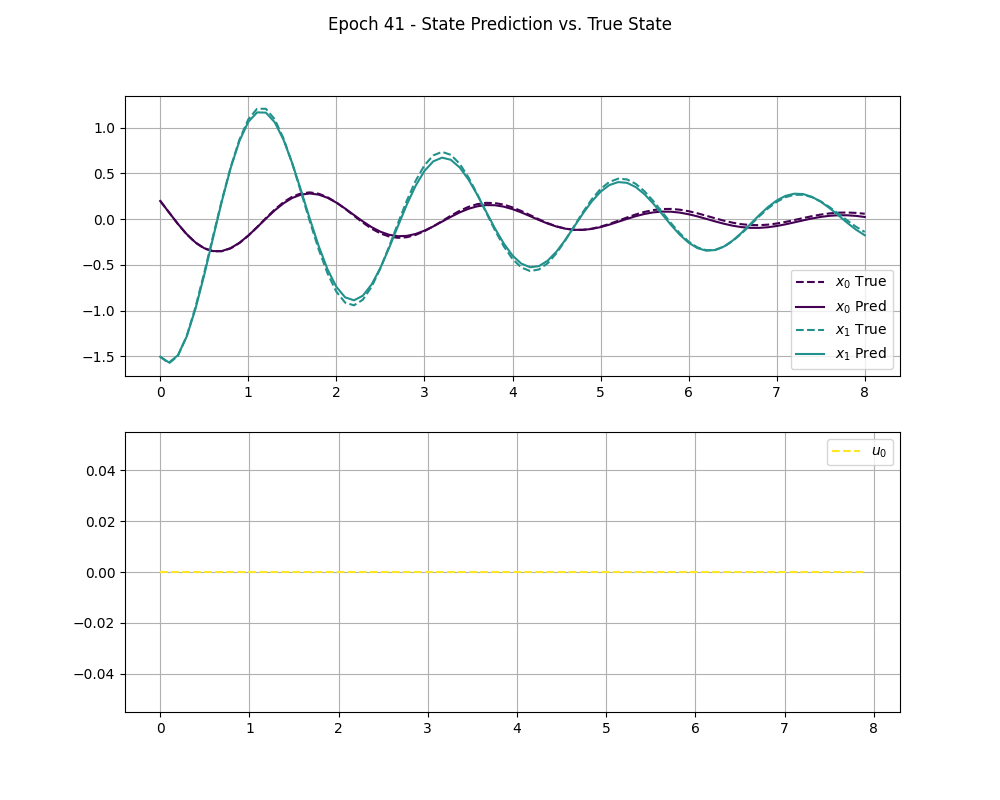 Epoch 41 - State Prediction vs. True State
1.0
0.5
0.0
−0.5
−1.0
−1.5
x₀ True
x₀ Pred
x₁ True
x₁ Pred
0 1 2 3 4 5 6 7 8
0.04
0.02
0.00
−0.02
−0.04
u₀
0 1 2 3 4 5 6 7 8